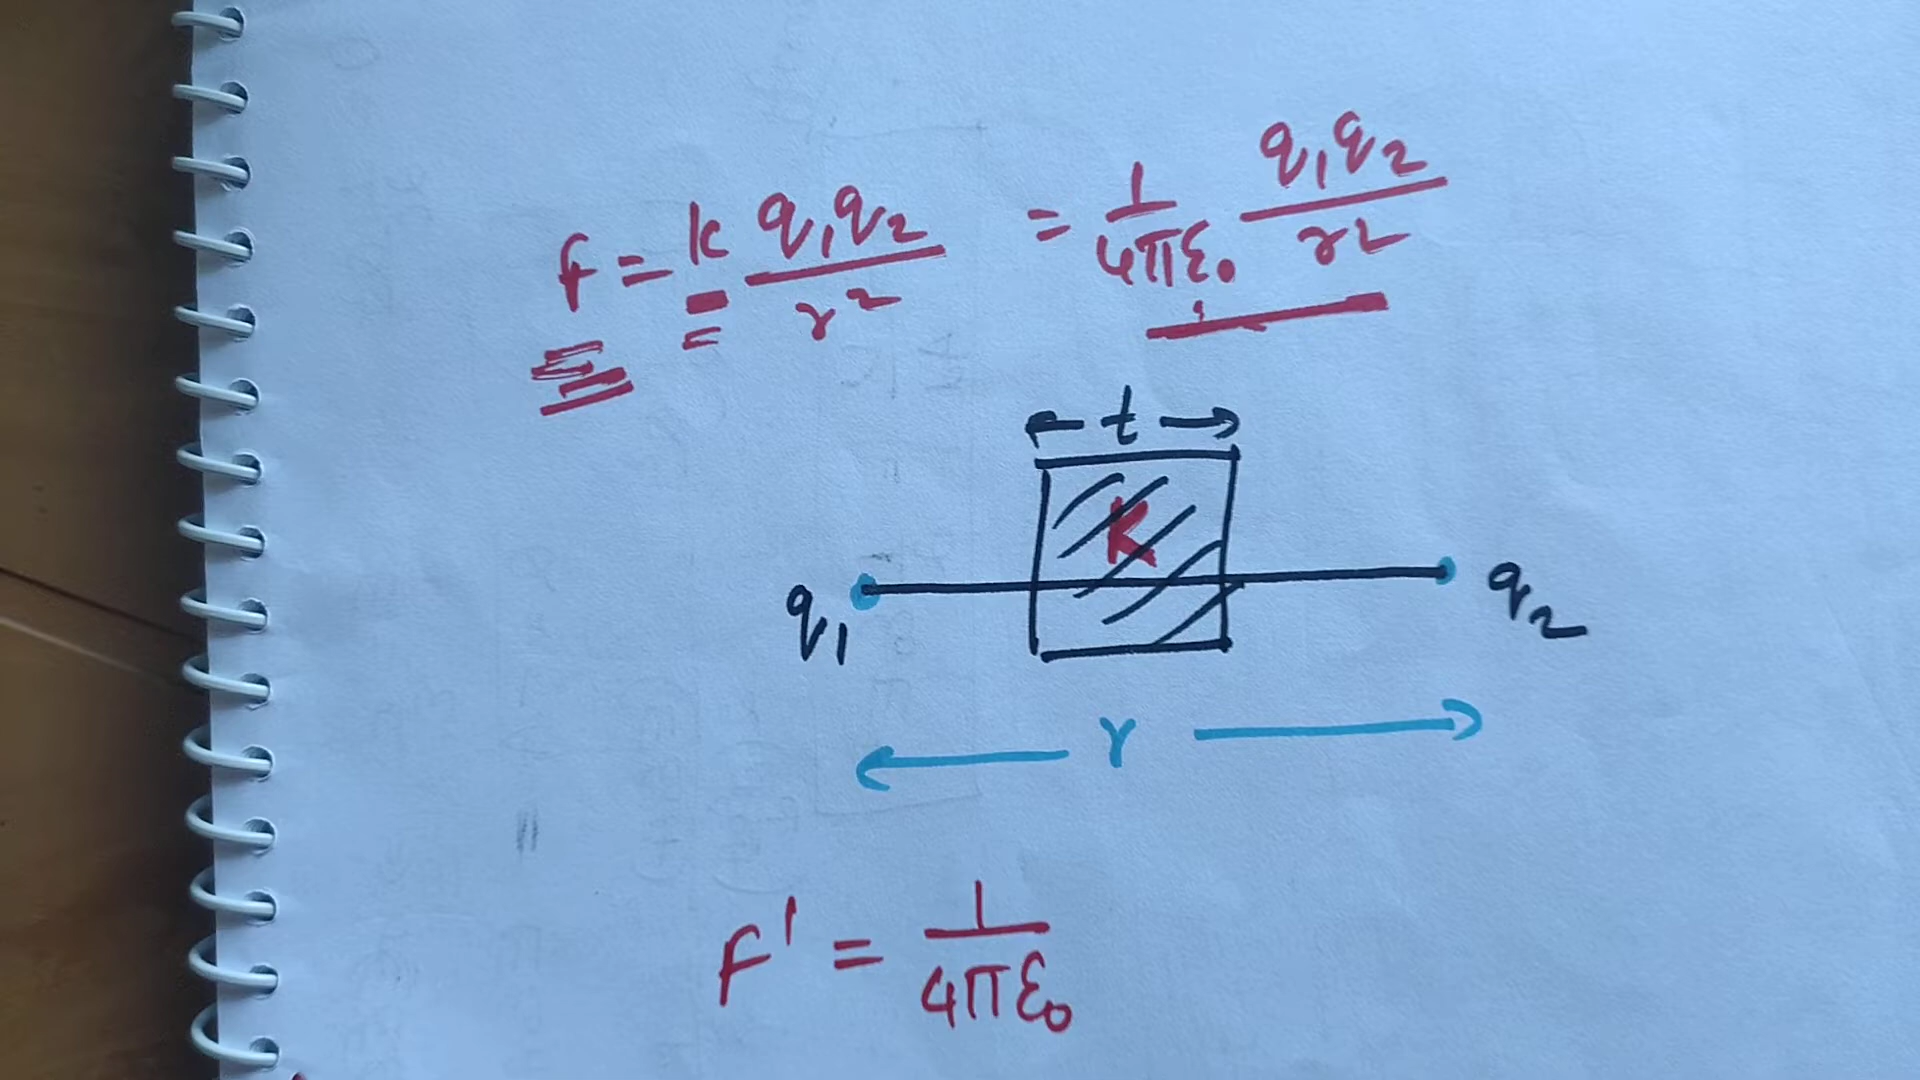 F = k q₁q₂ / r² = 1 / 4πε₀ q₁q₂ / r²
← t →
K
q₁ q₂
← r →
F' = 1 / 4πε₀